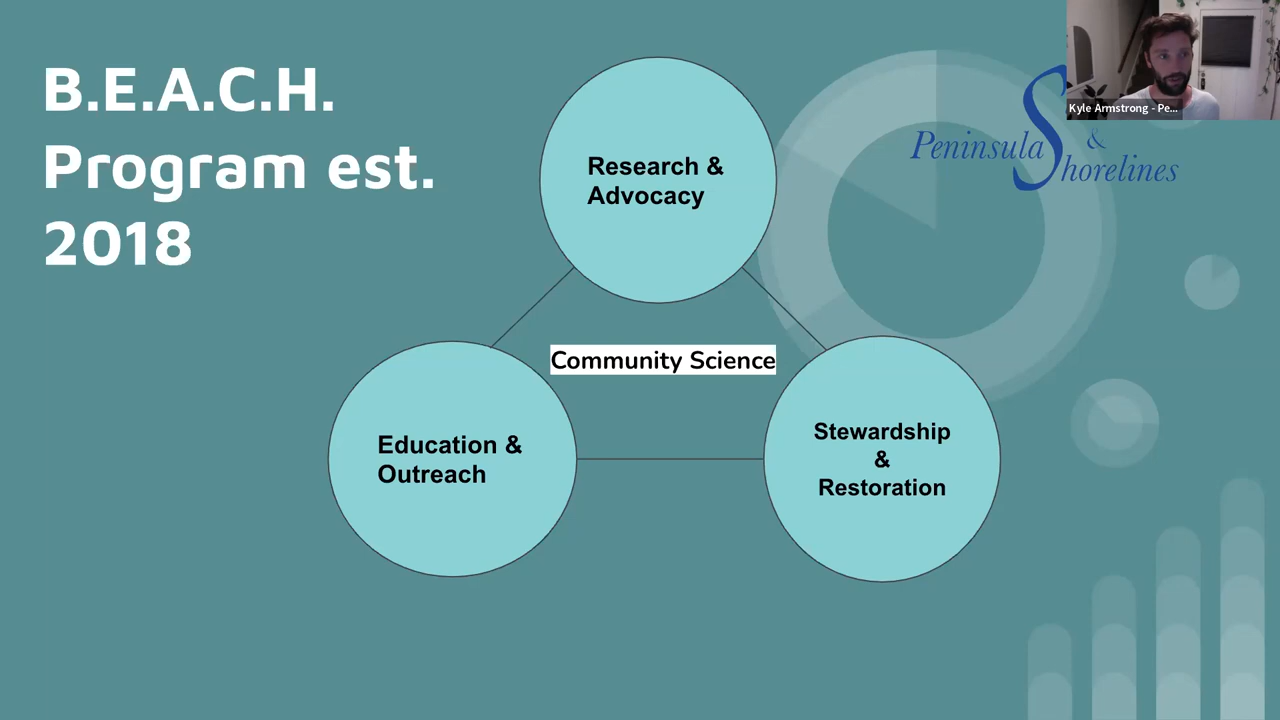 B.E.A.C.H.
Program est.
2018
Research &
Advocacy
Community Science
Education &
Outreach
Stewardship
&
Restoration
Peninsula & Shorelines
Kyle Armstrong - Pe...